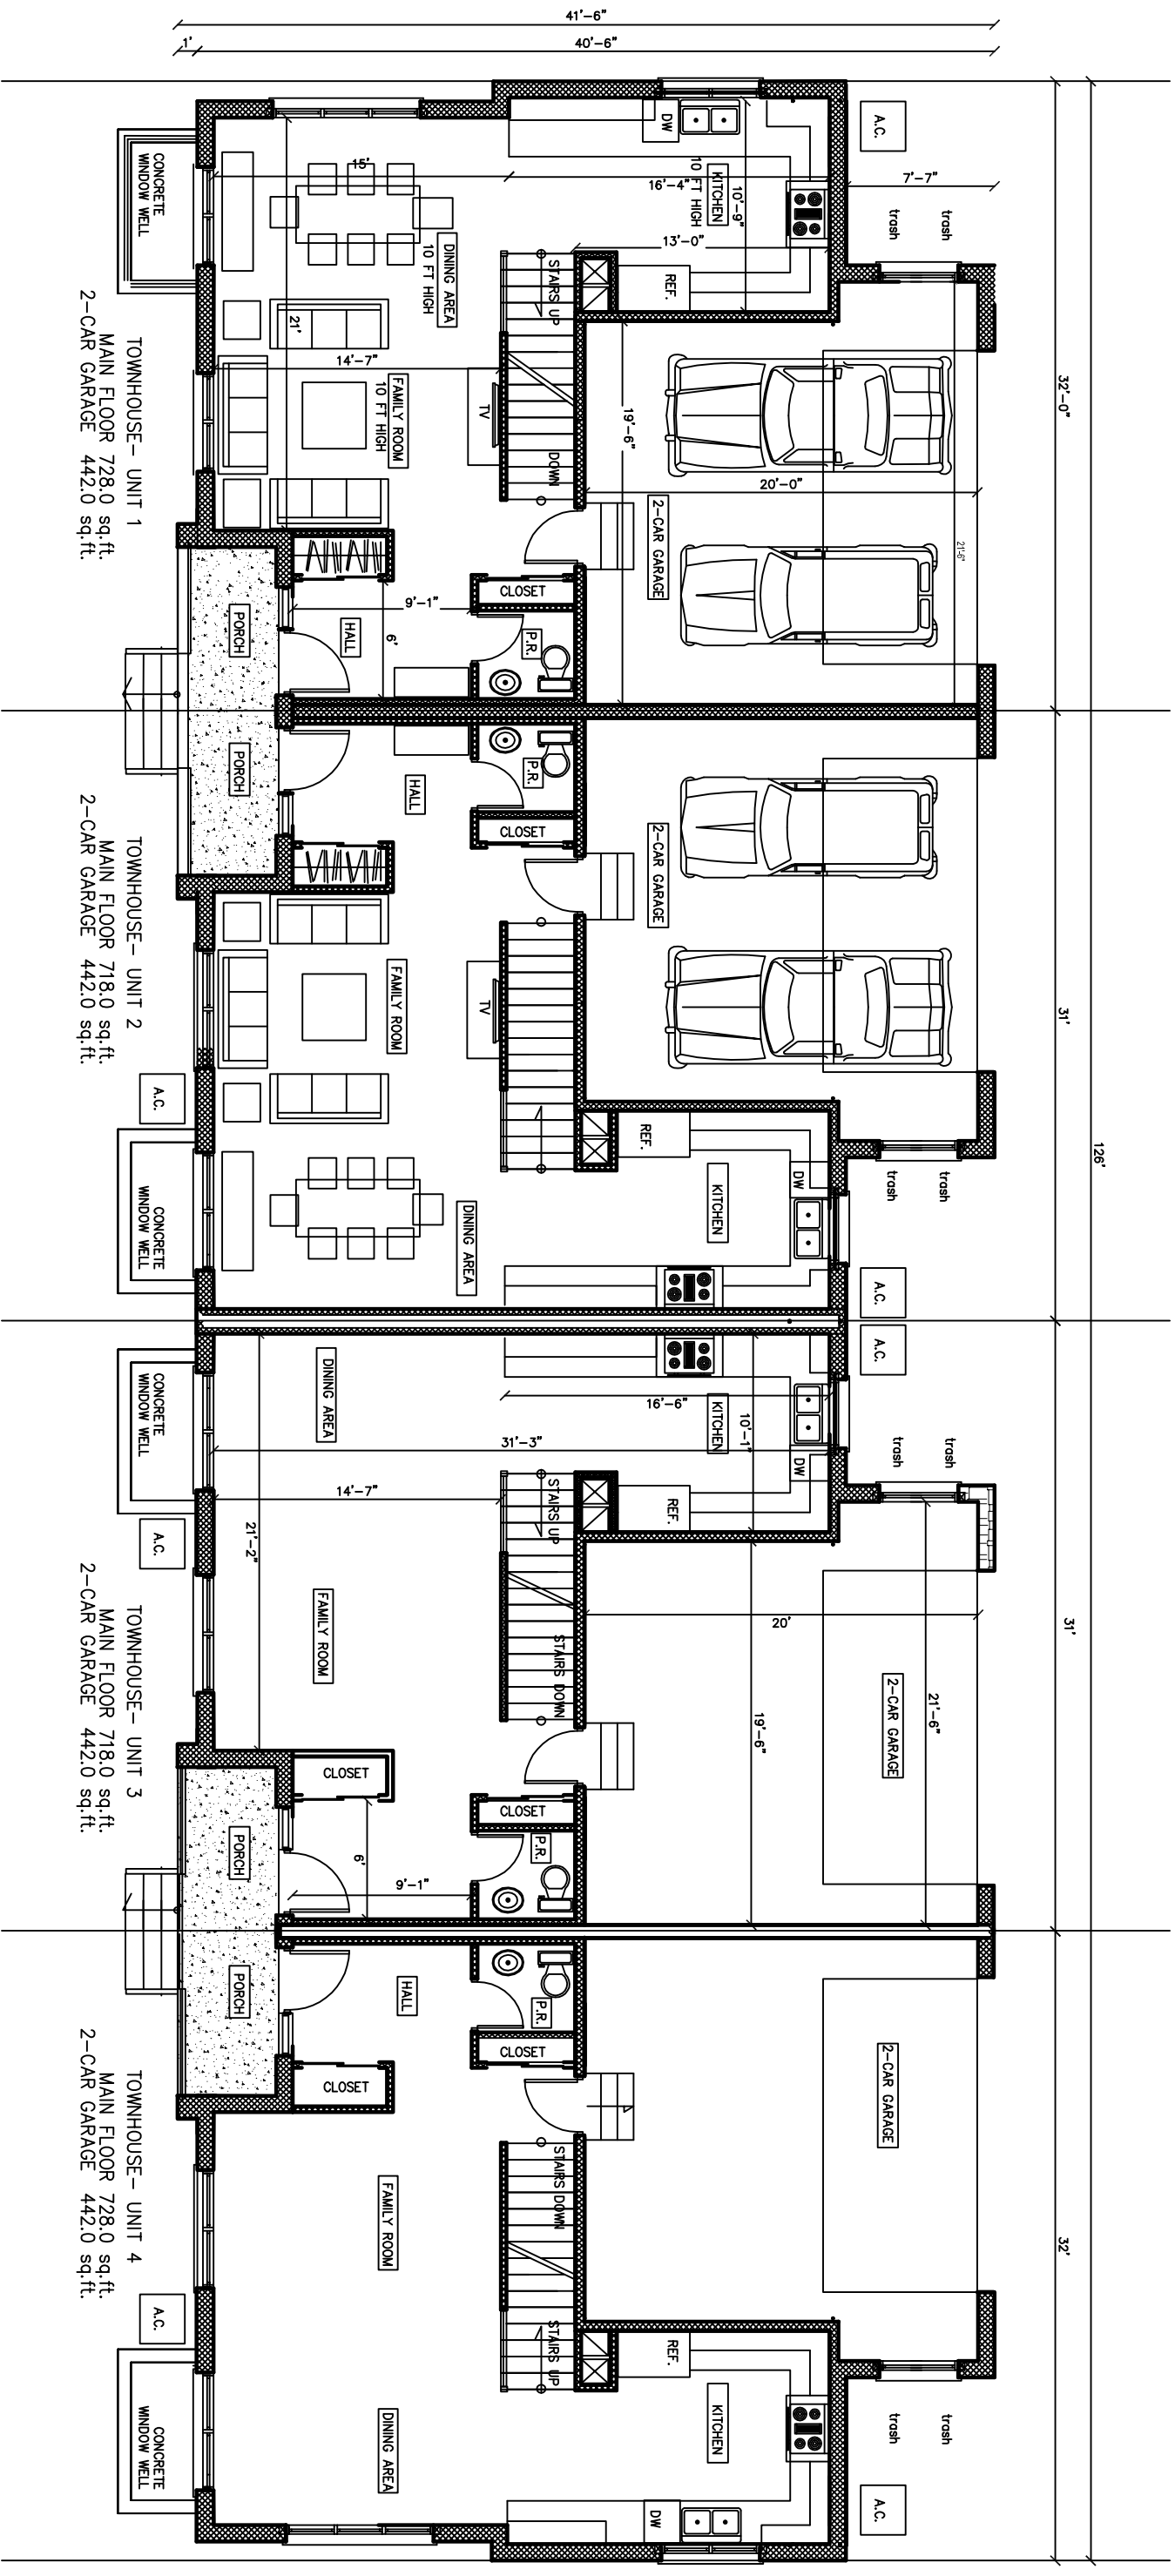 41'-6"
1'
40'-6"
A.C.
7'-7"
trash
trash
32'-0"
126'
DW
KITCHEN
10 FT HIGH
10'-9"
16'-4"
15'
13'-0"
CONCRETE
WINDOW WELL
DINING AREA
10 FT HIGH
STAIRS UP
REF.
21'
14'-7"
FAMILY ROOM
10 FT HIGH
TV
DOWN
19'-6"
20'-0"
2-CAR GARAGE
21'-6"
TOWNHOUSE- UNIT 1
MAIN FLOOR 728.0 sq.ft.
2-CAR GARAGE 442.0 sq.ft.
CLOSET
9'-1"
6'
HALL
P.R.
PORCH
PORCH
P.R.
HALL
CLOSET
2-CAR GARAGE
31'
TOWNHOUSE- UNIT 2
MAIN FLOOR 718.0 sq.ft.
2-CAR GARAGE 442.0 sq.ft.
FAMILY ROOM
TV
A.C.
REF.
KITCHEN
DW
trash
trash
CONCRETE
WINDOW WELL
DINING AREA
A.C.
A.C.
CONCRETE
WINDOW WELL
DINING AREA
16'-6"
KITCHEN
10'-1"
DW
trash
trash
31'-3"
14'-7"
STAIRS UP
REF.
A.C.
21'-2"
FAMILY ROOM
STAIRS DOWN
20'
31'
2-CAR GARAGE
21'-6"
19'-6"
TOWNHOUSE- UNIT 3
MAIN FLOOR 718.0 sq.ft.
2-CAR GARAGE 442.0 sq.ft.
CLOSET
CLOSET
6'
9'-1"
P.R.
PORCH
PORCH
HALL
P.R.
CLOSET
CLOSET
2-CAR GARAGE
32'
TOWNHOUSE- UNIT 4
MAIN FLOOR 728.0 sq.ft.
2-CAR GARAGE 442.0 sq.ft.
FAMILY ROOM
STAIRS DOWN
STAIRS UP
REF.
KITCHEN
trash
trash
A.C.
CONCRETE
WINDOW WELL
DINING AREA
DW
A.C.